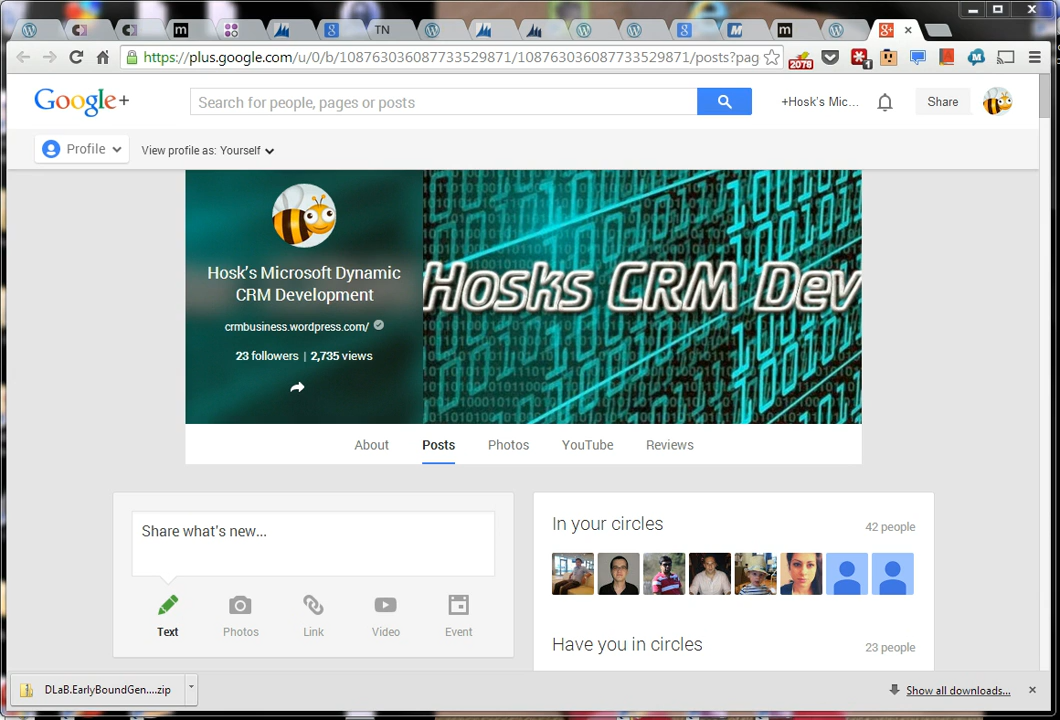 TN
https://plus.google.com/u/0/b/108763036087733529871/108763036087733529871/posts?pag
2078
1
Google+
Search for people, pages or posts
+Hosk's Mic...
Share
Profile
View profile as: Yourself
Hosk's Microsoft Dynamic
CRM Development
crmbusiness.wordpress.com/
23 followers | 2,735 views
Hosks CRM Dev
About
Posts
Photos
YouTube
Reviews
Share what's new...
Text
Photos
Link
Video
Event
In your circles
42 people
Have you in circles
23 people
DLaB.EarlyBoundGen....zip
Show all downloads...